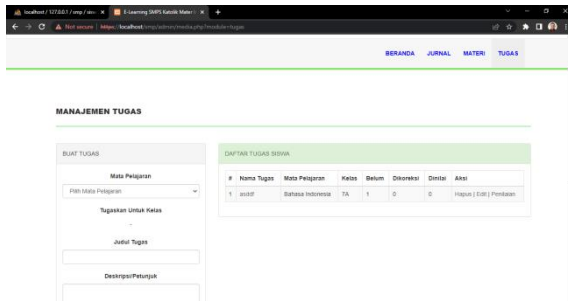 localhost / 127.0.0.1 / smp / sisw
E-Learning SMPS Katolik Mater
Not secure | https://localhost/smp/admin/media.php?module=tugas
BERANDA JURNAL MATERI TUGAS
MANAJEMEN TUGAS
BUAT TUGAS
Mata Pelajaran
Pilih Mata Pelajaran
Tugaskan Untuk Kelas
-
Judul Tugas
Deskripsi/Petunjuk
DAFTAR TUGAS SISWA
# Nama Tugas Mata Pelajaran Kelas Belum Dikoreksi Dinilai Aksi
1 Bahasa Indonesia TA 1 0 0 Hapus | Edit | Penilaian